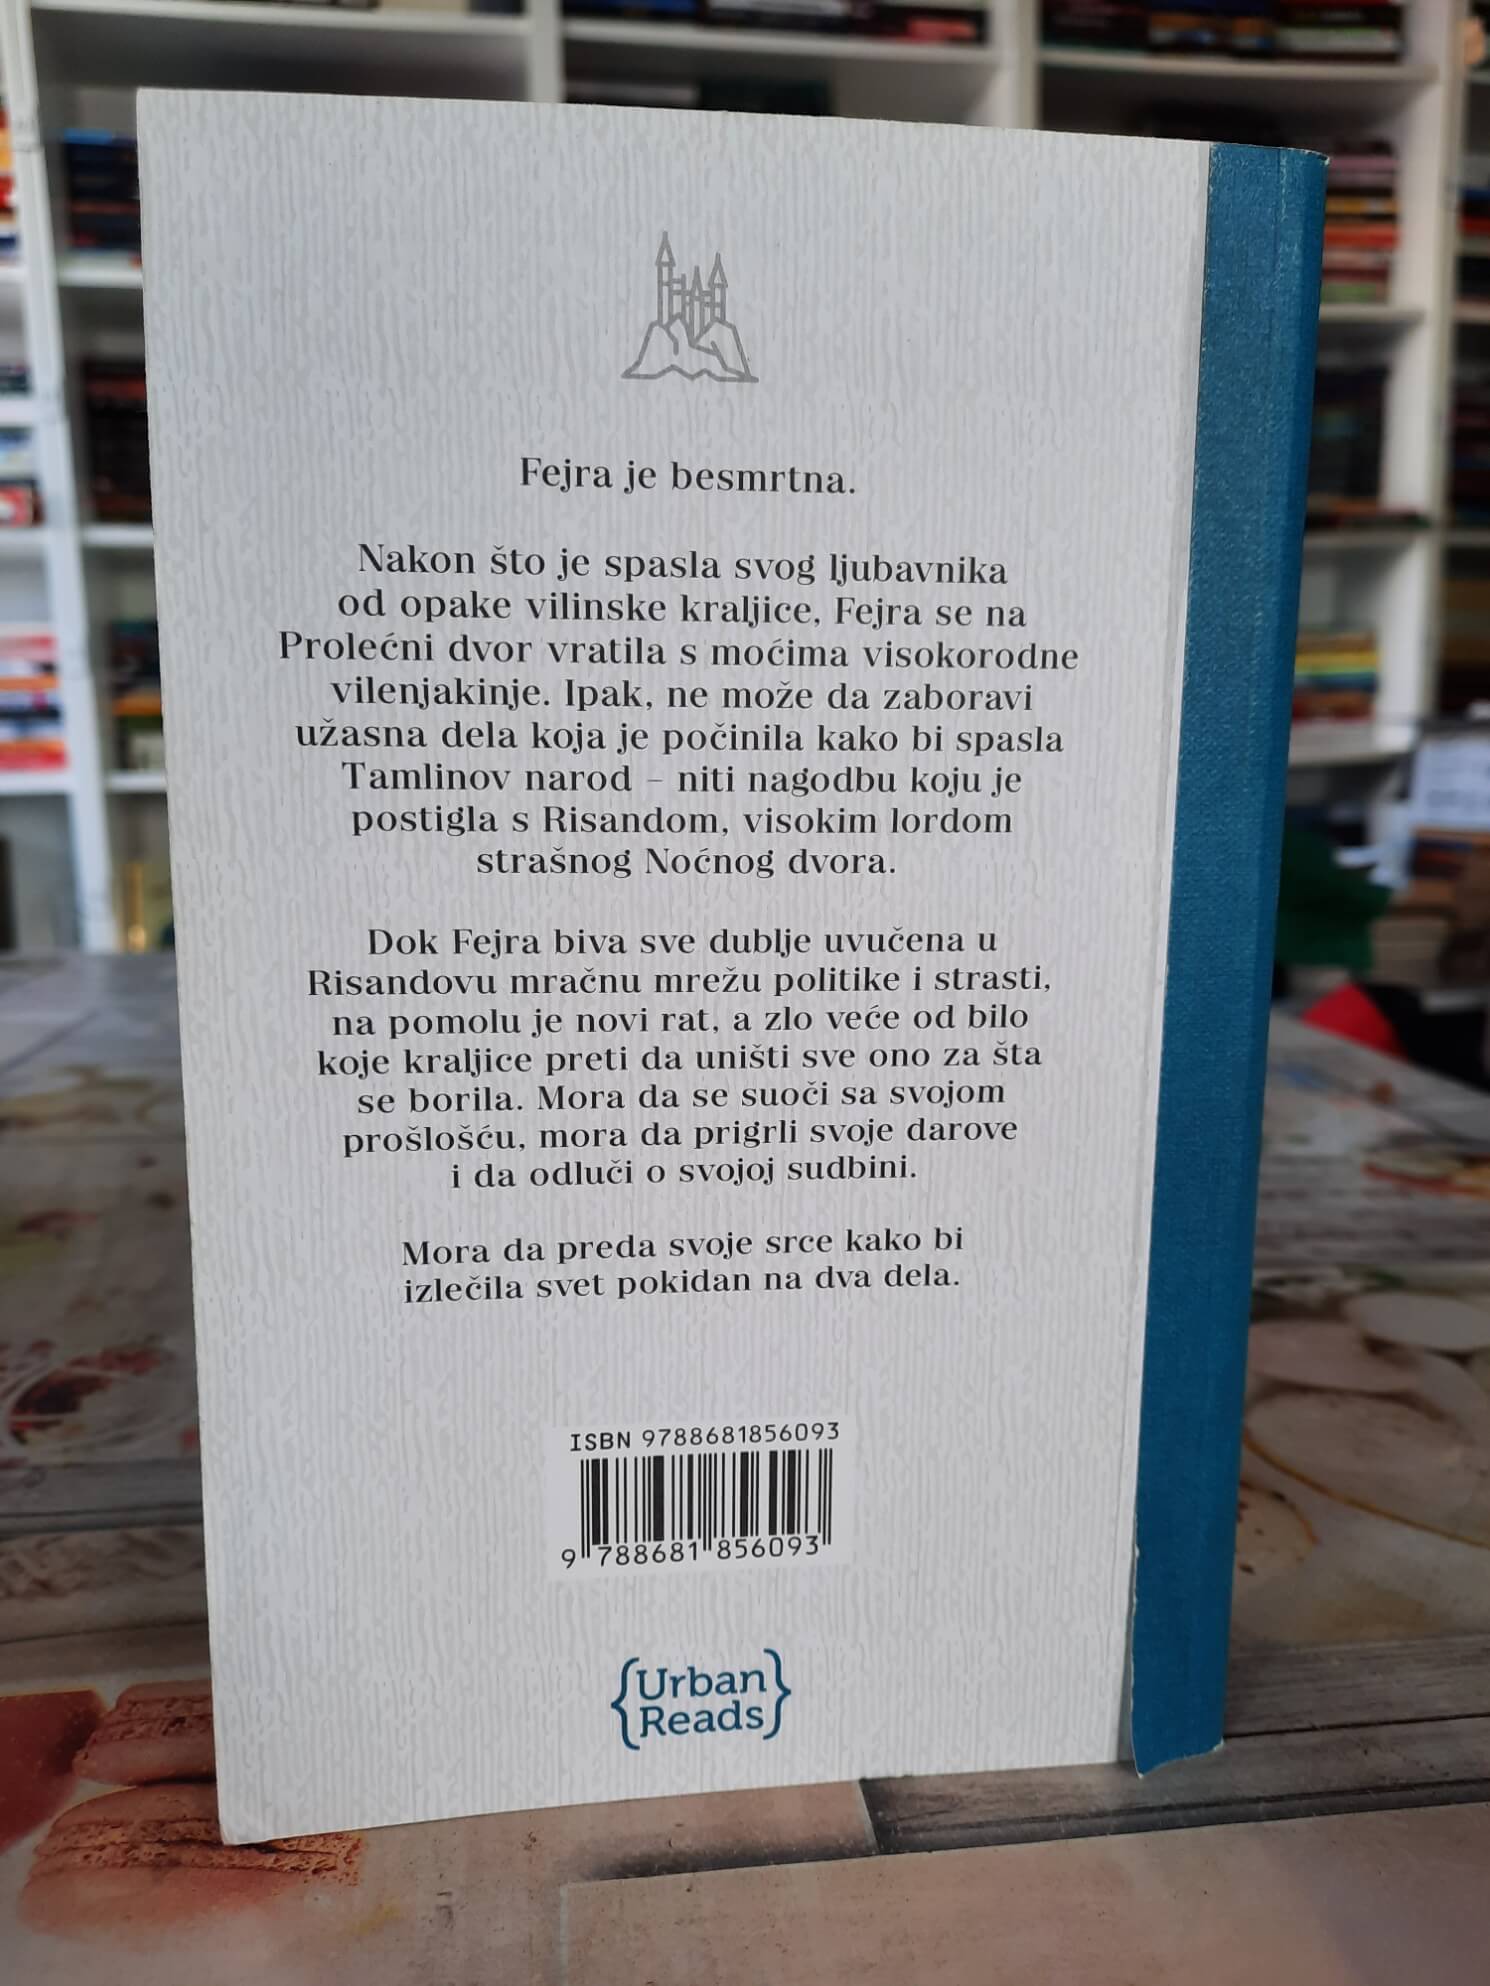 Fejra je besmrtna.
Nakon što je spasla svog ljubavnika
od opake vilinske kraljice, Fejra se na
Prolećni dvor vratila s moćima visokorodne
vilenjakinje. Ipak, ne može da zaboravi
užasna dela koja je počinila kako bi spasla
Tamlinov narod – niti nagodbu koju je
postigla s Risandom, visokim lordom
strašnog Noćnog dvora.
Dok Fejra biva sve dublje uvučena u
Risandovu mračnu mrežu politike i strasti,
na pomolu je novi rat, a zlo veće od bilo
koje kraljice preti da uništi sve ono za šta
se borila. Mora da se suoči sa svojom
prošlošću, mora da prigrli svoje darove
i da odluči o svojoj sudbini.
Mora da preda svoje srce kako bi
izlečila svet pokidan na dva dela.
ISBN 9788681856093
9 788681 856093
{Urban
Reads}